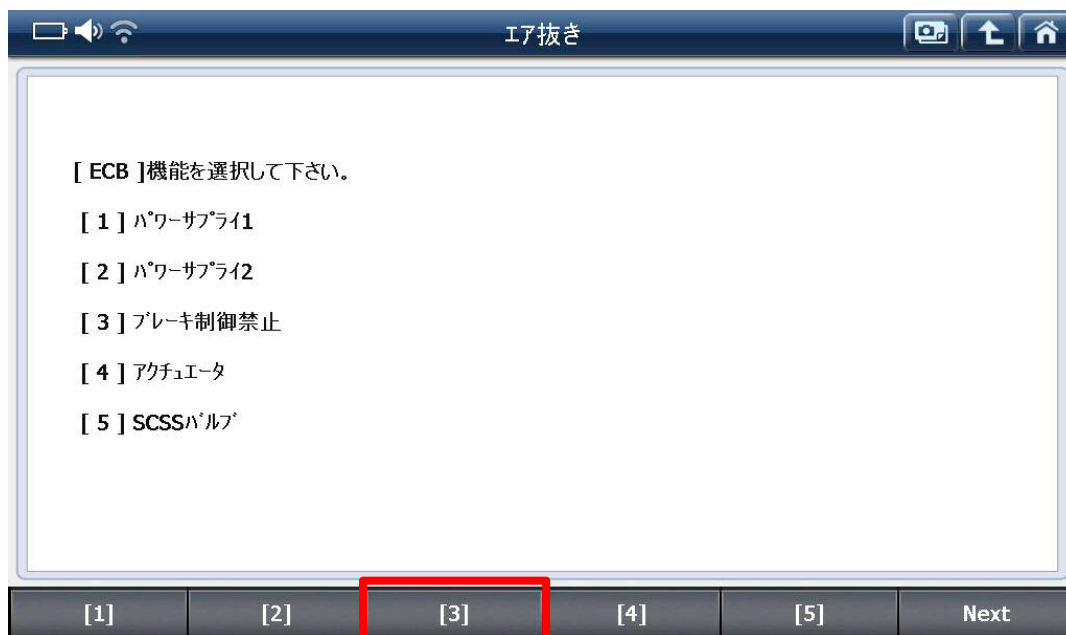 エア抜き
[ ECB ]機能を選択して下さい。
[ 1 ] ﾊﾟﾜｰｻﾌﾟﾗｲ1
[ 2 ] ﾊﾟﾜｰｻﾌﾟﾗｲ2
[ 3 ] ﾌﾞﾚｰｷ制御禁止
[ 4 ] ｱｸﾁｭｴｰﾀ
[ 5 ] SCSSﾊﾞﾙﾌﾞ
[1] [2] [3] [4] [5] Next